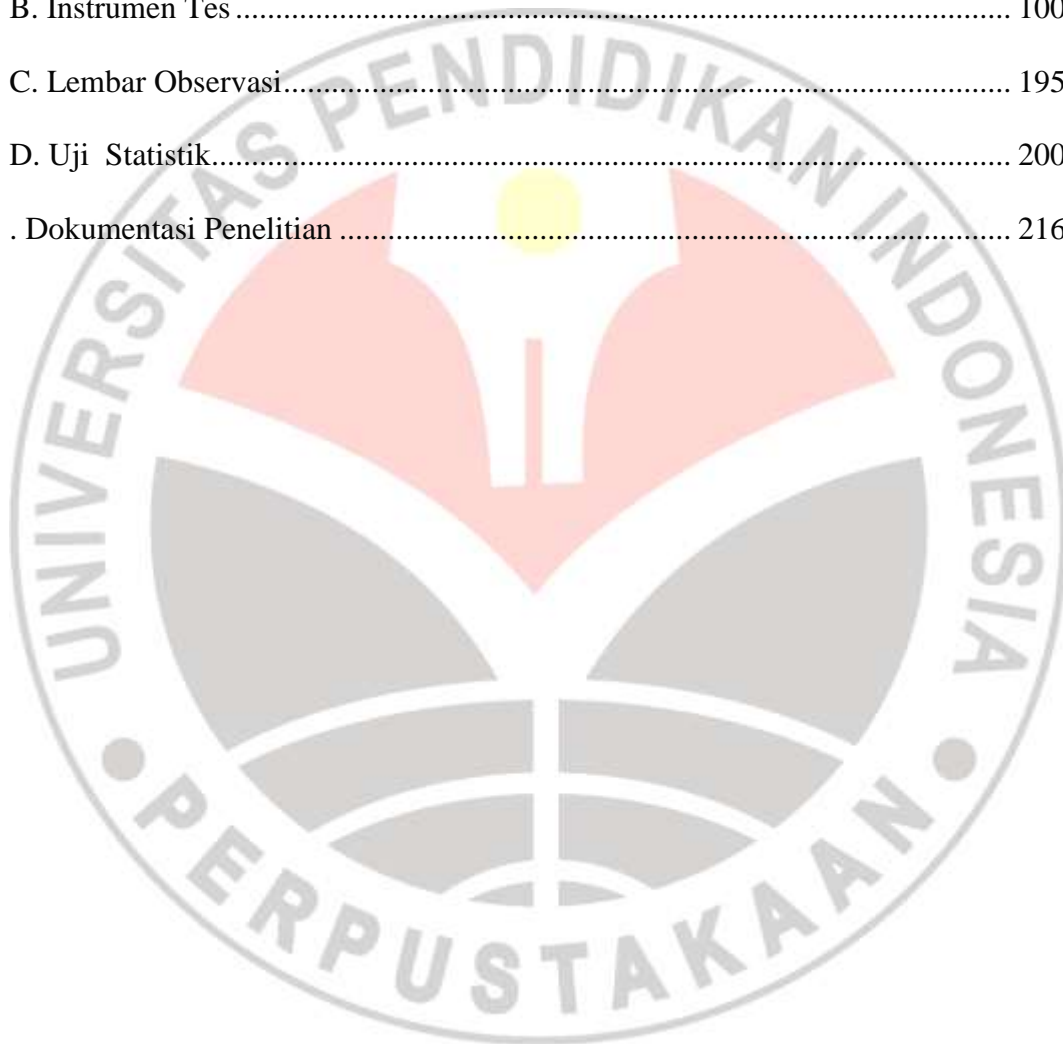 B. Instrumen Tes ........................................................................ 100
C. Lembar Observasi ................................................................. 195
D. Uji  Statistik ......................................................................... 200
. Dokumentasi Penelitian ......................................................... 216
UNIVERSITAS PENDIDIKAN INDONESIA
PERPUSTAKAAN